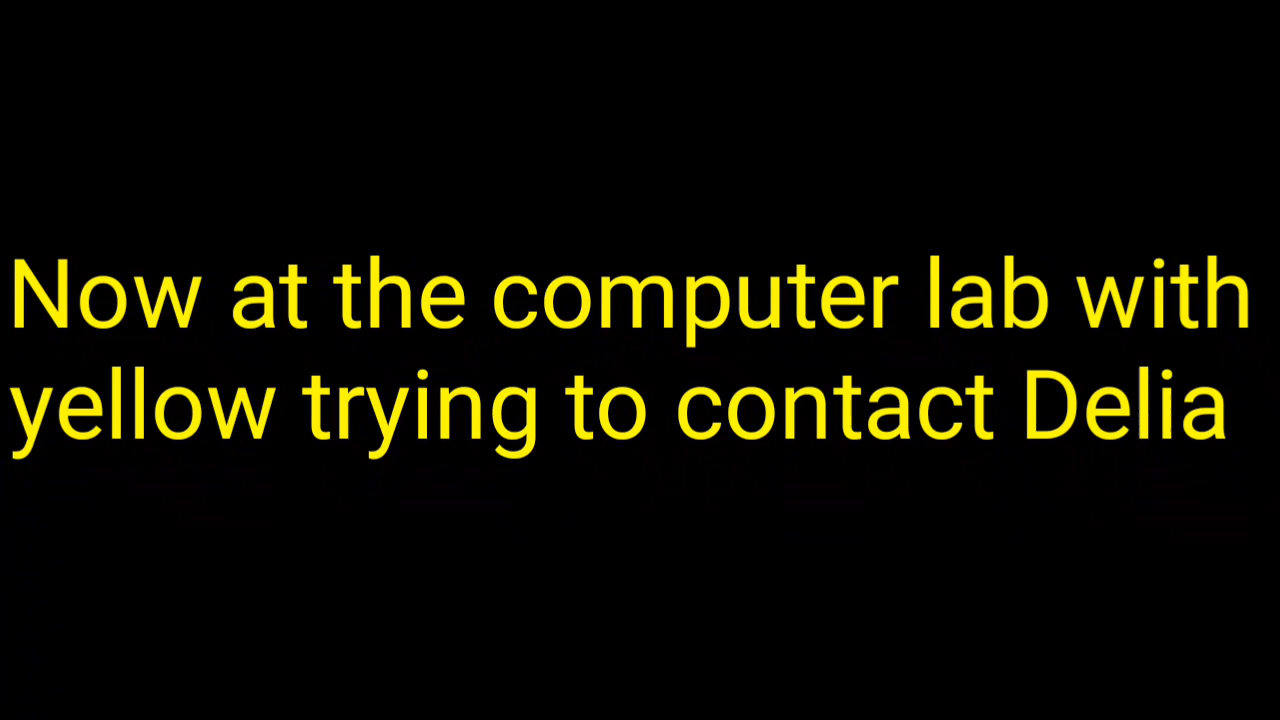 Now at the computer lab with
yellow trying to contact Delia